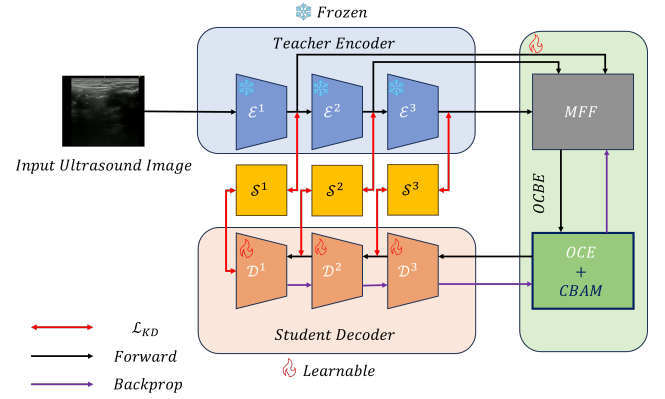 Frozen
Teacher Encoder
ℰ¹ ℰ² ℰ³
MFF
Input Ultrasound Image
𝒮¹ 𝒮² 𝒮³
OCBE
𝒟¹ 𝒟² 𝒟³
OCE
+
CBAM
Student Decoder
ℒ_KD
Forward
Learnable
Backprop